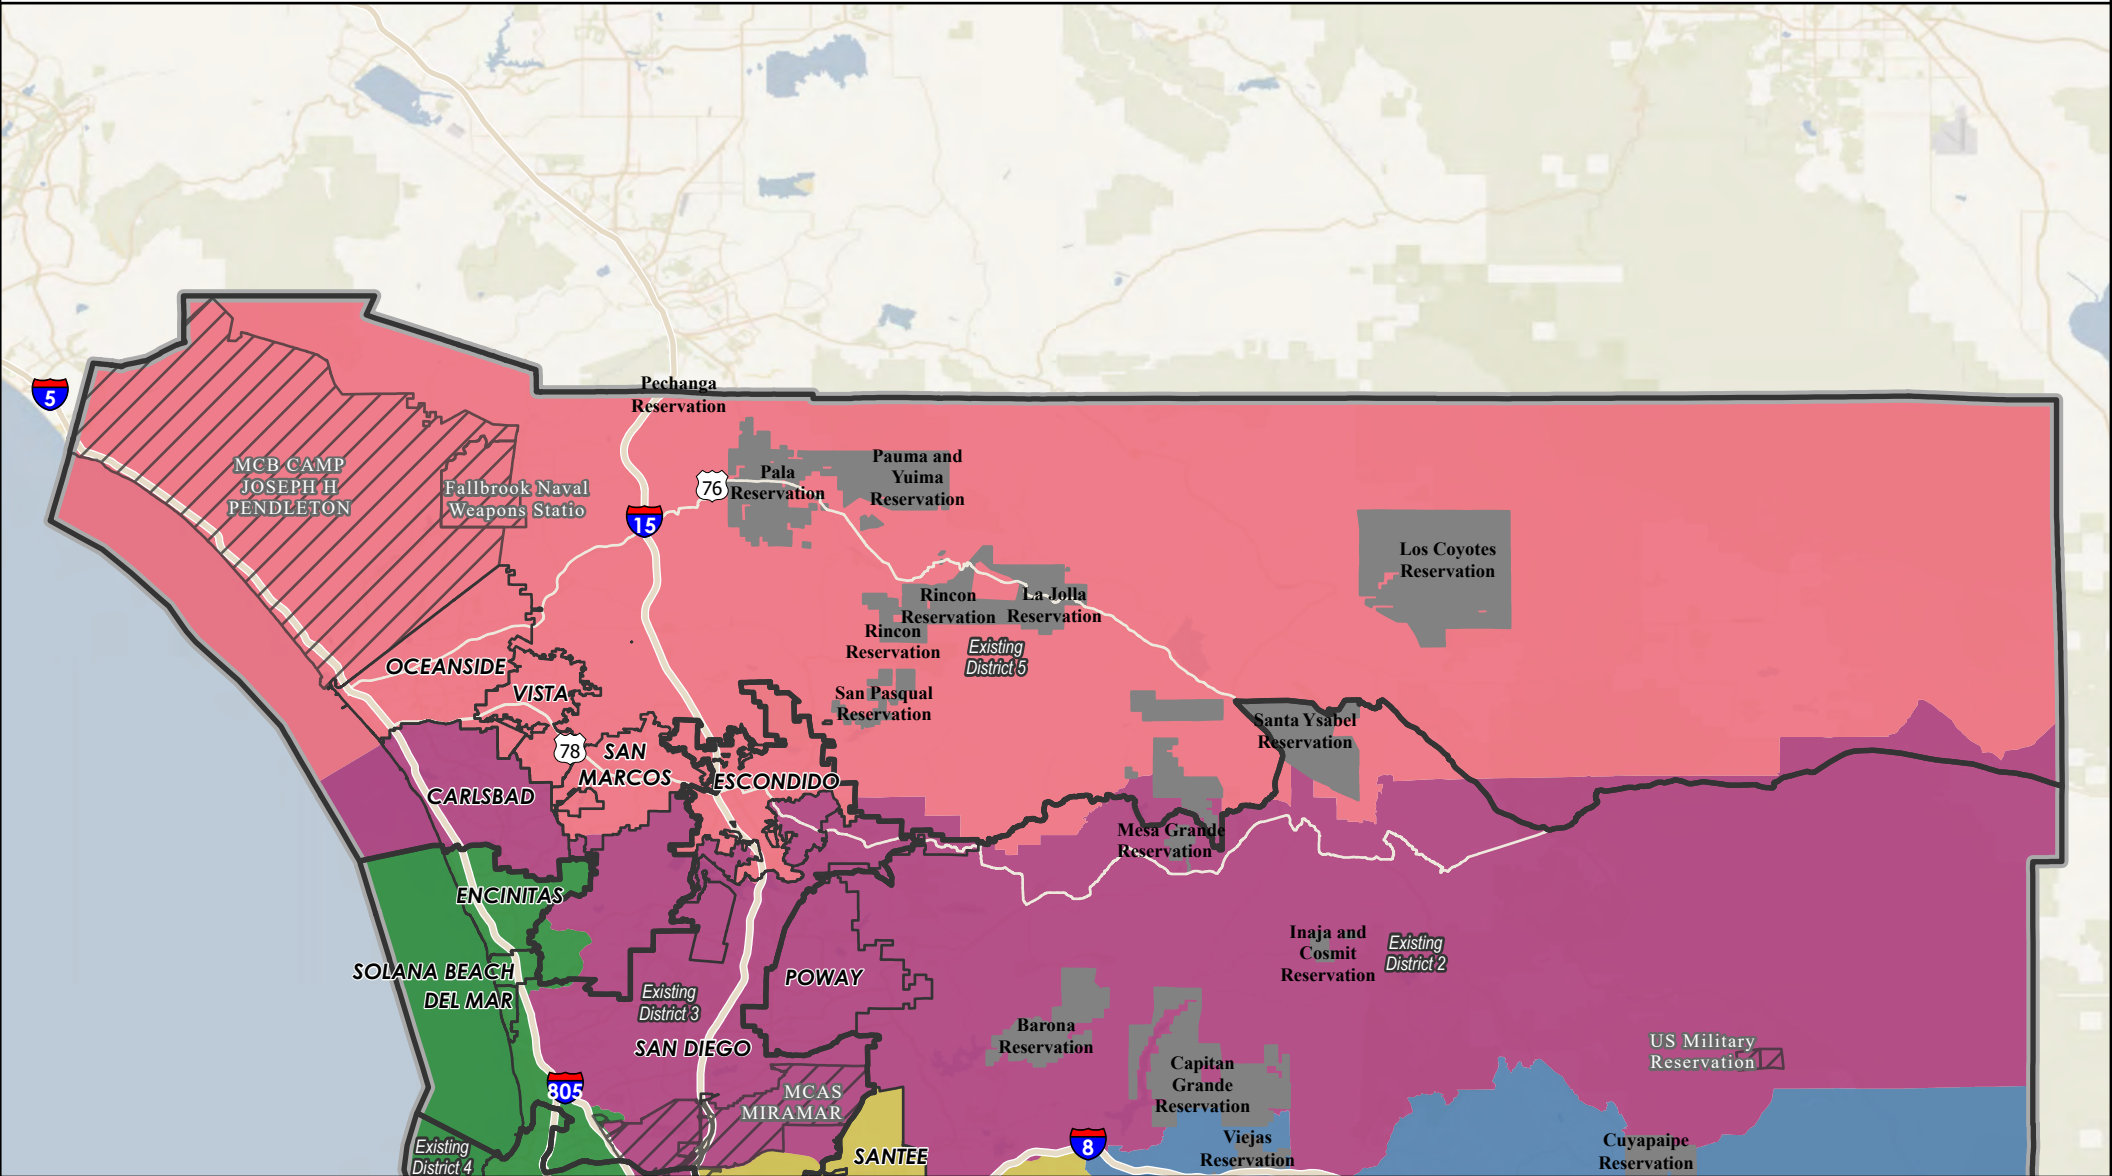 Pechanga
Reservation
5
MCB CAMP
JOSEPH H
PENDLETON
Fallbrook Naval
Weapons Statio
76
15
Pala
Reservation
Pauma and
Yuima
Reservation
Los Coyotes
Reservation
Rincon
Reservation
La Jolla
Reservation
Rincon
Reservation
Existing
District 5
OCEANSIDE
VISTA
San Pasqual
Reservation
Santa Ysabel
Reservation
78
SAN
MARCOS
ESCONDIDO
CARLSBAD
Mesa Grande
Reservation
ENCINITAS
Inaja and
Cosmit
Reservation
Existing
District 2
SOLANA BEACH
DEL MAR
POWAY
Existing
District 3
SAN DIEGO
Barona
Reservation
US Military
Reservation
Capitan
Grande
Reservation
805
MCAS
MIRAMAR
Existing
District 4
SANTEE
8
Viejas
Reservation
Cuyapaipe
Reservation